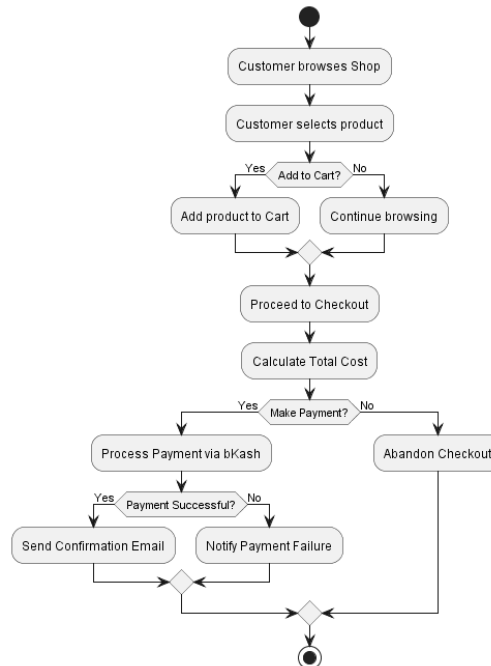 Customer browses Shop
Customer selects product
Yes
Add to Cart?
No
Add product to Cart
Continue browsing
Proceed to Checkout
Calculate Total Cost
Yes
Make Payment?
No
Process Payment via bKash
Abandon Checkout
Yes
Payment Successful?
No
Send Confirmation Email
Notify Payment Failure